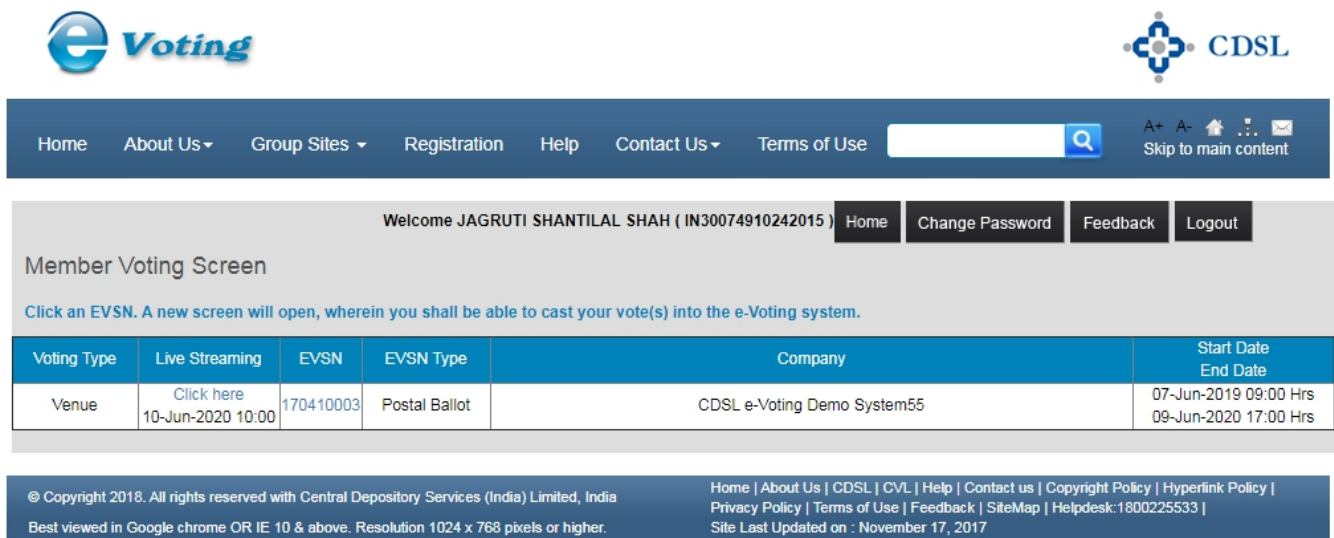 e Voting
CDSL
Home About Us Group Sites Registration Help Contact Us Terms of Use
A+ A-
Skip to main content
Welcome JAGRUTI SHANTILAL SHAH ( IN30074910242015 ) Home Change Password Feedback Logout
Member Voting Screen
Click an EVSN. A new screen will open, wherein you shall be able to cast your vote(s) into the e-Voting system.
Voting Type Live Streaming EVSN EVSN Type Company Start Date
End Date
Venue Click here 170410003 Postal Ballot CDSL e-Voting Demo System55 07-Jun-2019 09:00 Hrs
10-Jun-2020 10:00 09-Jun-2020 17:00 Hrs
© Copyright 2018. All rights reserved with Central Depository Services (India) Limited, India
Best viewed in Google chrome OR IE 10 & above. Resolution 1024 x 768 pixels or higher.
Home | About Us | CDSL | CVL | Help | Contact us | Copyright Policy | Hyperlink Policy |
Privacy Policy | Terms of Use | Feedback | SiteMap | Helpdesk:1800225533 |
Site Last Updated on : November 17, 2017